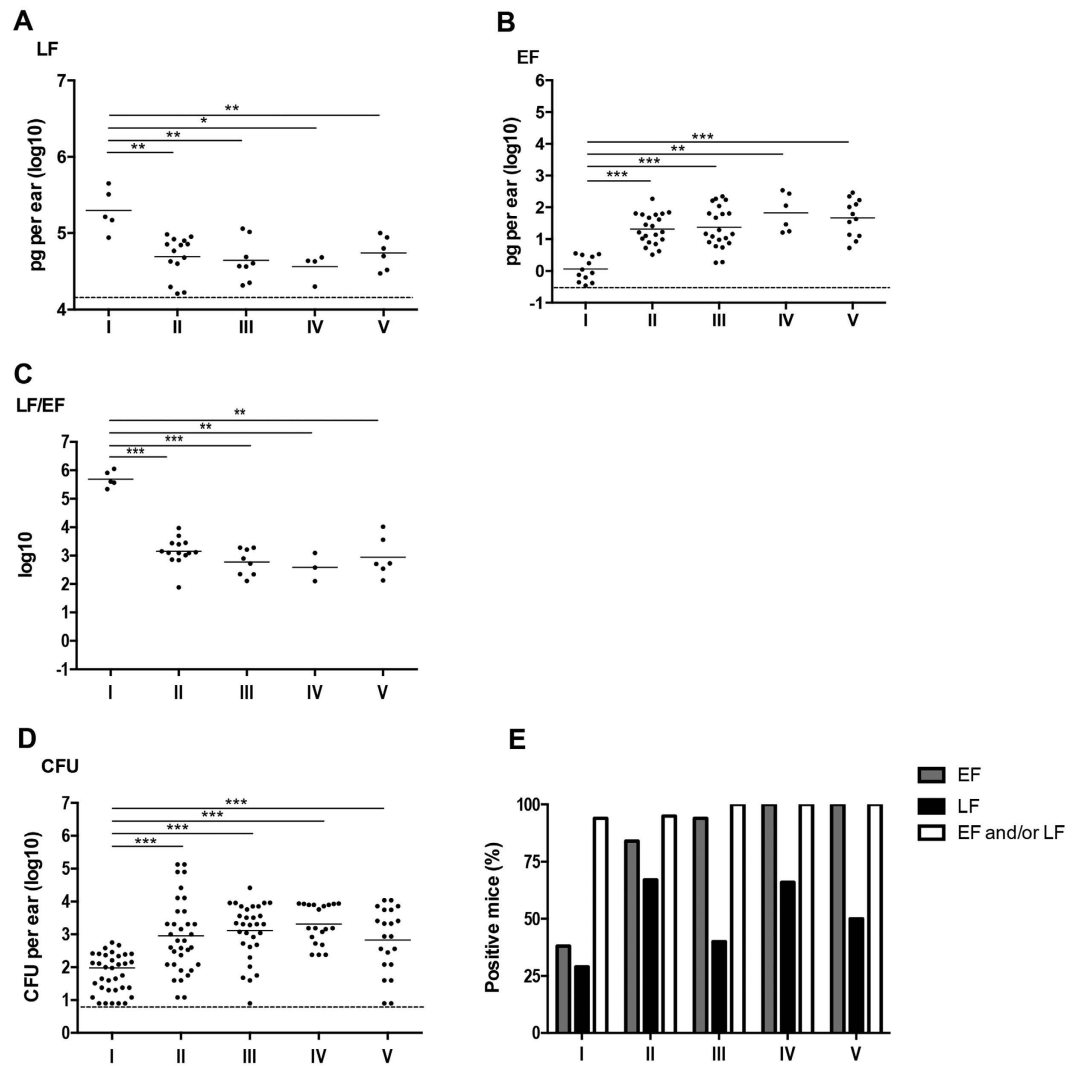 A
LF
pg per ear (log10)
7
6
5
4
**
*
**
**
I II III IV V
B
EF
pg per ear (log10)
6
5
4
3
2
1
0
-1
***
**
***
***
I II III IV V
C
LF/EF
log10
7
6
5
4
3
2
1
0
-1
**
**
***
***
I II III IV V
D
CFU
CFU per ear (log10)
7
6
5
4
3
2
1
0
***
***
***
***
I II III IV V
E
Positive mice (%)
100
75
50
25
0
I II III IV V
EF
LF
EF and/or LF